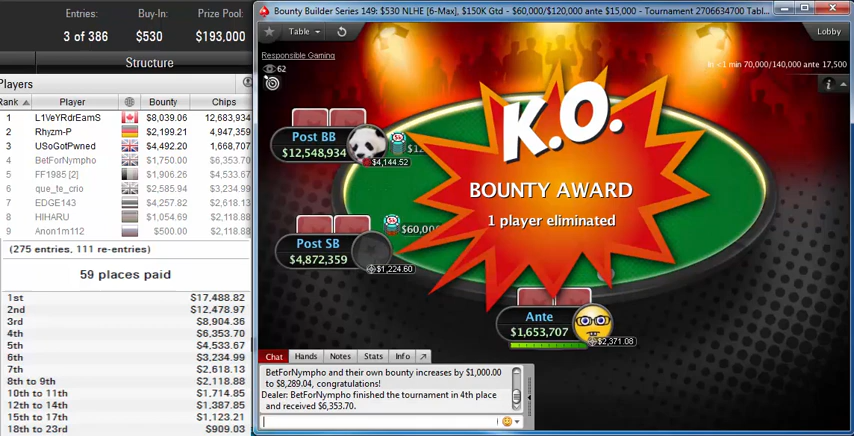 Entries: Buy-In: Prize Pool:
3 of 386 $530 $193,000
Structure
Players
Rank Player Bounty Chips
1 L1VeYRdrEamS $8,039.06 12,683,934
2 Rhyzm-P $2,199.21 4,947,359
3 USoGotPwned $4,492.20 1,668,707
4 BetForNympho $1,750.00 $6,353.70
5 FF1985 [2] $1,906.26 $4,533.67
6 que_te_crio $2,585.94 $3,234.99
7 EDGE143 $4,257.82 $2,618.13
8 HIHARU $1,054.69 $2,118.88
9 Anon1m112 $500.00 $2,118.88
(275 entries, 111 re-entries)
59 places paid
1st $17,488.82
2nd $12,478.97
3rd $8,904.38
4th $6,353.70
5th $4,533.67
6th $3,234.99
7th $2,618.13
8th to 9th $2,118.88
10th to 11th $1,714.85
12th to 14th $1,387.85
15th to 17th $1,123.21
18th to 23rd $909.03
Bounty Builder Series 149: $530 NLHE [6-Max], $150K Gtd - $60,000/$120,000 ante $15,000 - Tournament 2706634700 Tabl...
Table
Lobby
Responsible Gaming
62
In <1 min 70,000/140,000 ante 17,500
K.O.
BOUNTY AWARD
1 player eliminated
Post BB
$12,548,934
$4,144.52
Post SB
$4,872,359
$60,00
$1,224.60
Ante
$1,653,707
$2,371.08
Chat Hands Notes Stats Info
BetForNympho and their own bounty increases by $1,000.00
to $8,289.04, congratulations!
Dealer: BetForNympho finished the tournament in 4th place
and received $6,353.70.